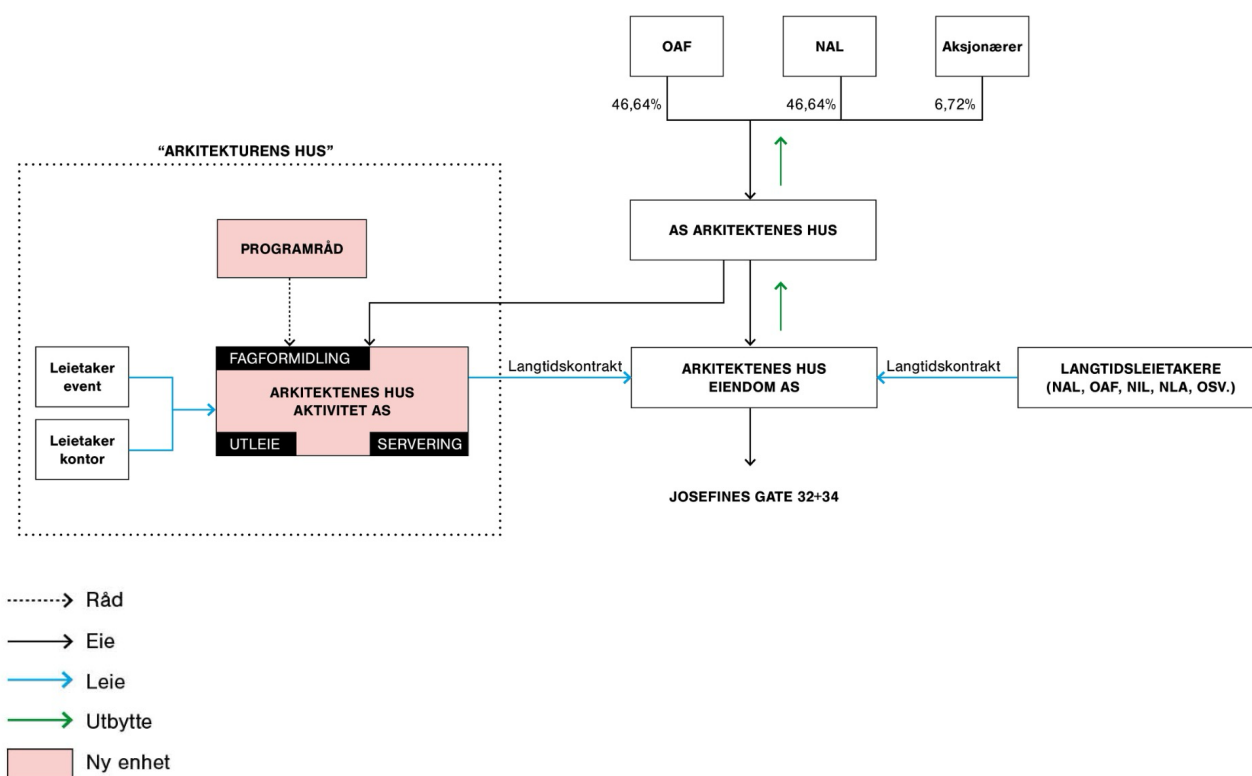 OAF
NAL
Aksjonærer
46,64%
46,64%
6,72%
“ARKITEKTURENS HUS”
PROGRAMRÅD
AS ARKITEKTENES HUS
Leietaker
event
Leietaker
kontor
FAGFORMIDLING
ARKITEKTENES HUS
AKTIVITET AS
UTLEIE
SERVERING
Langtidskontrakt
ARKITEKTENES HUS
EIENDOM AS
Langtidskontrakt
LANGTIDSLEIETAKERE
(NAL, OAF, NIL, NLA, OSV.)
JOSEFINES GATE 32+34
Råd
Eie
Leie
Utbytte
Ny enhet